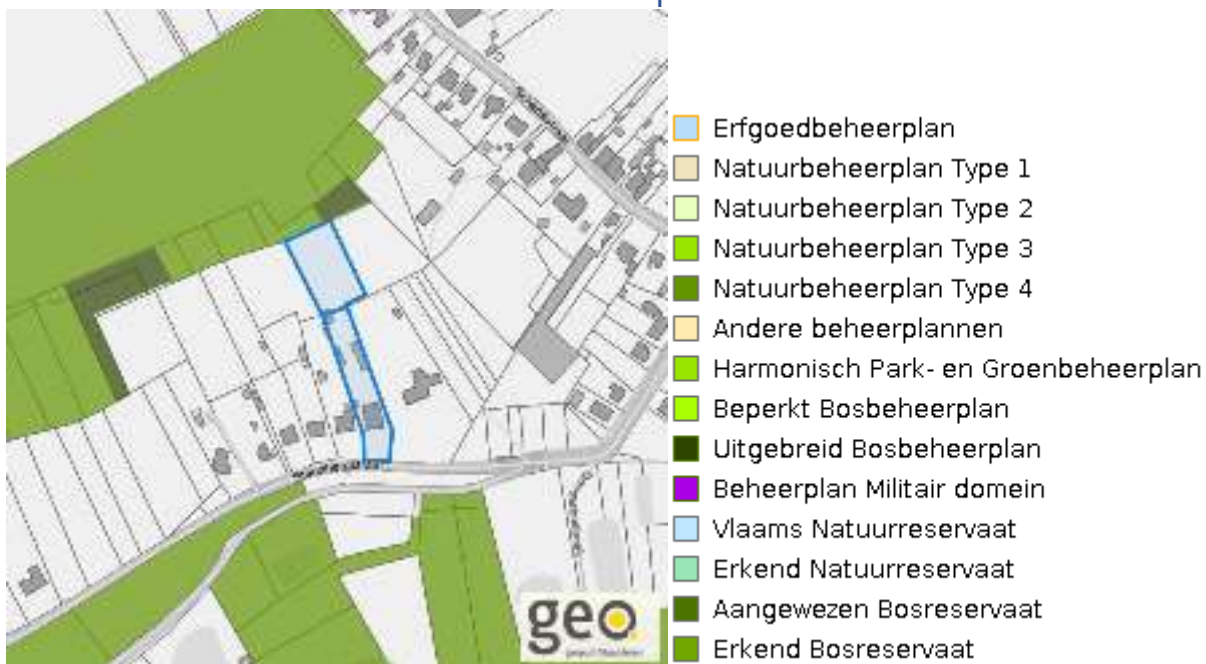 Erfgoedbeheerplan
Natuurbeheerplan Type 1
Natuurbeheerplan Type 2
Natuurbeheerplan Type 3
Natuurbeheerplan Type 4
Andere beheerplannen
Harmonisch Park- en Groenbeheerplan
Beperkt Bosbeheerplan
Uitgebreid Bosbeheerplan
Beheerplan Militair domein
Vlaams Natuurreservaat
Erkend Natuurreservaat
Aangewezen Bosreservaat
Erkend Bosreservaat
geo